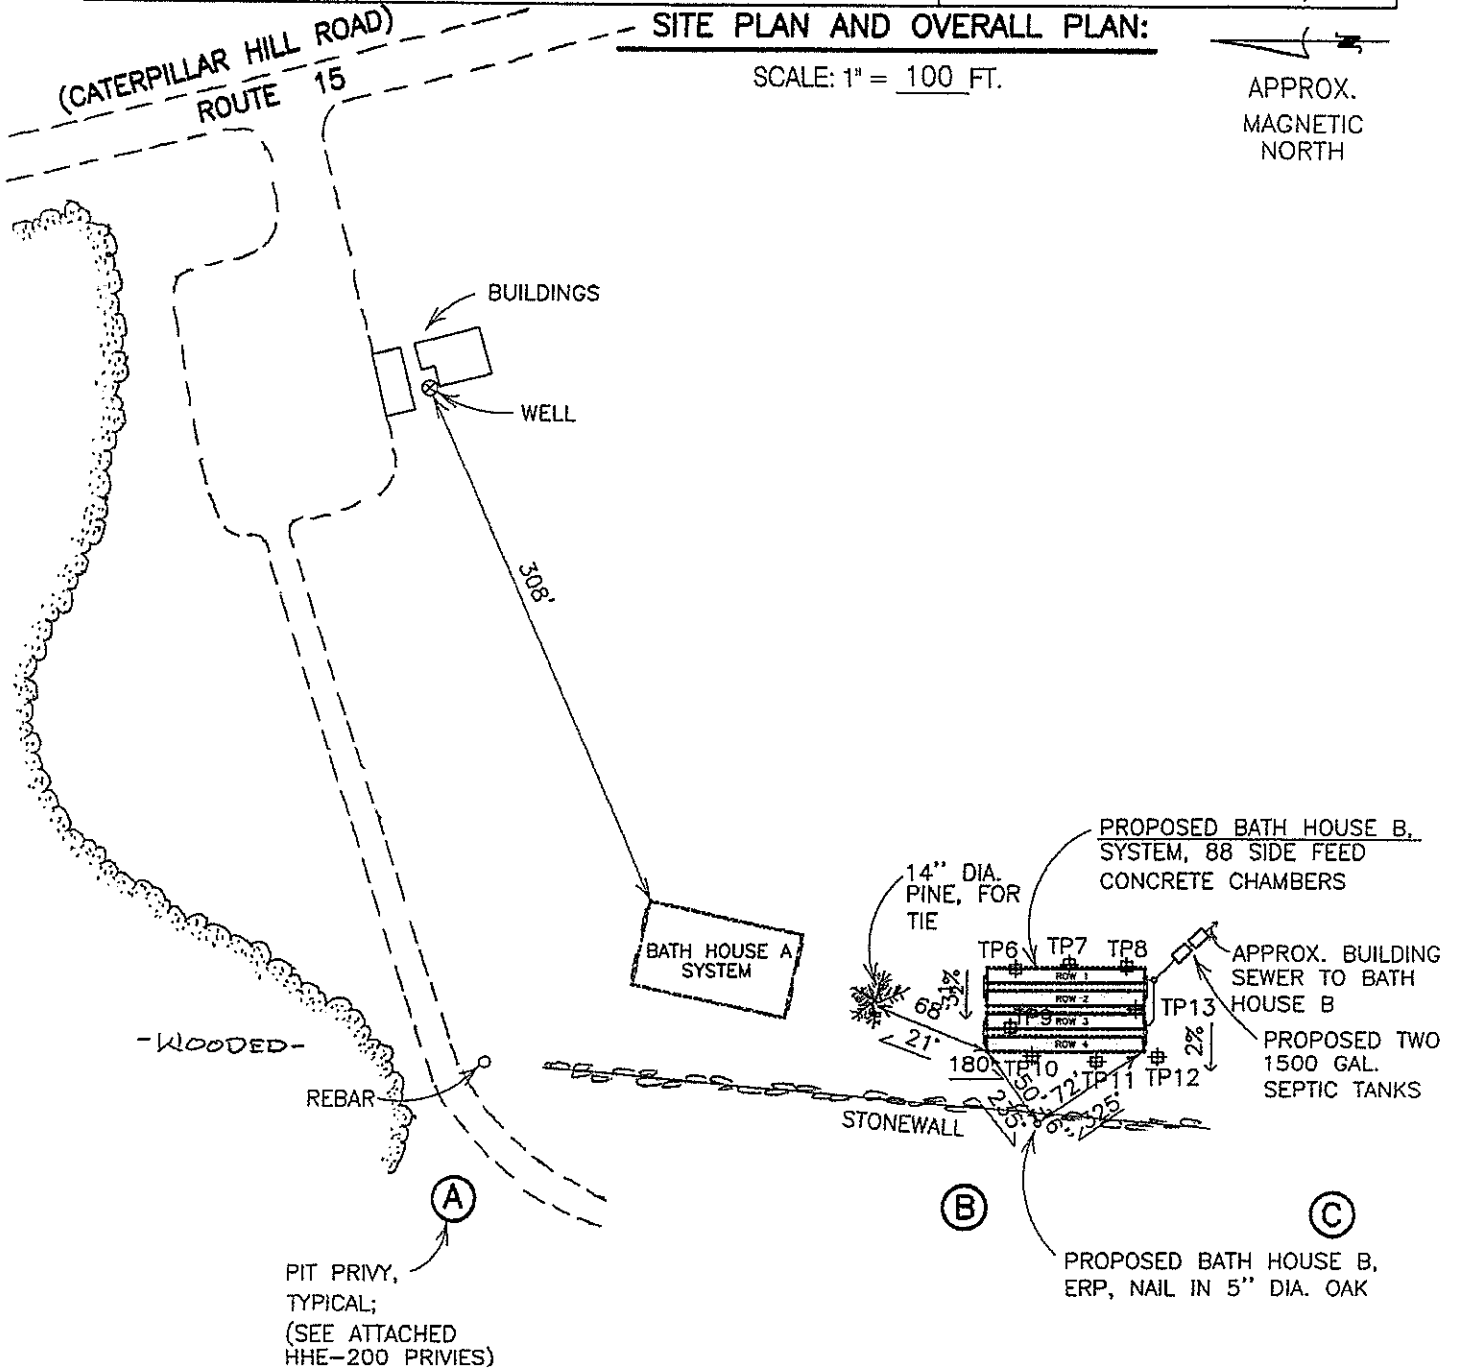 SITE PLAN AND OVERALL PLAN:
SCALE: 1" = 100 FT.
(CATERPILLAR HILL ROAD)
ROUTE 15
N
APPROX.
MAGNETIC
NORTH
BUILDINGS
WELL
308'
PROPOSED BATH HOUSE B,
SYSTEM, 88 SIDE FEED
CONCRETE CHAMBERS
14" DIA.
PINE, FOR
TIE
BATH HOUSE A
SYSTEM
TP6
TP7
TP8
ROW 1
ROW 2
ROW 3
ROW 4
TP9
TP13
TP10
TP11
TP12
68'
21°
180°
50'
235°
72'
325°
2%
APPROX. BUILDING
SEWER TO BATH
HOUSE B
PROPOSED TWO
1500 GAL.
SEPTIC TANKS
-WOODED-
REBAR
STONEWALL
A
B
C
PIT PRIVY,
TYPICAL;
(SEE ATTACHED
HHE-200 PRIVIES)
PROPOSED BATH HOUSE B,
ERP, NAIL IN 5" DIA. OAK